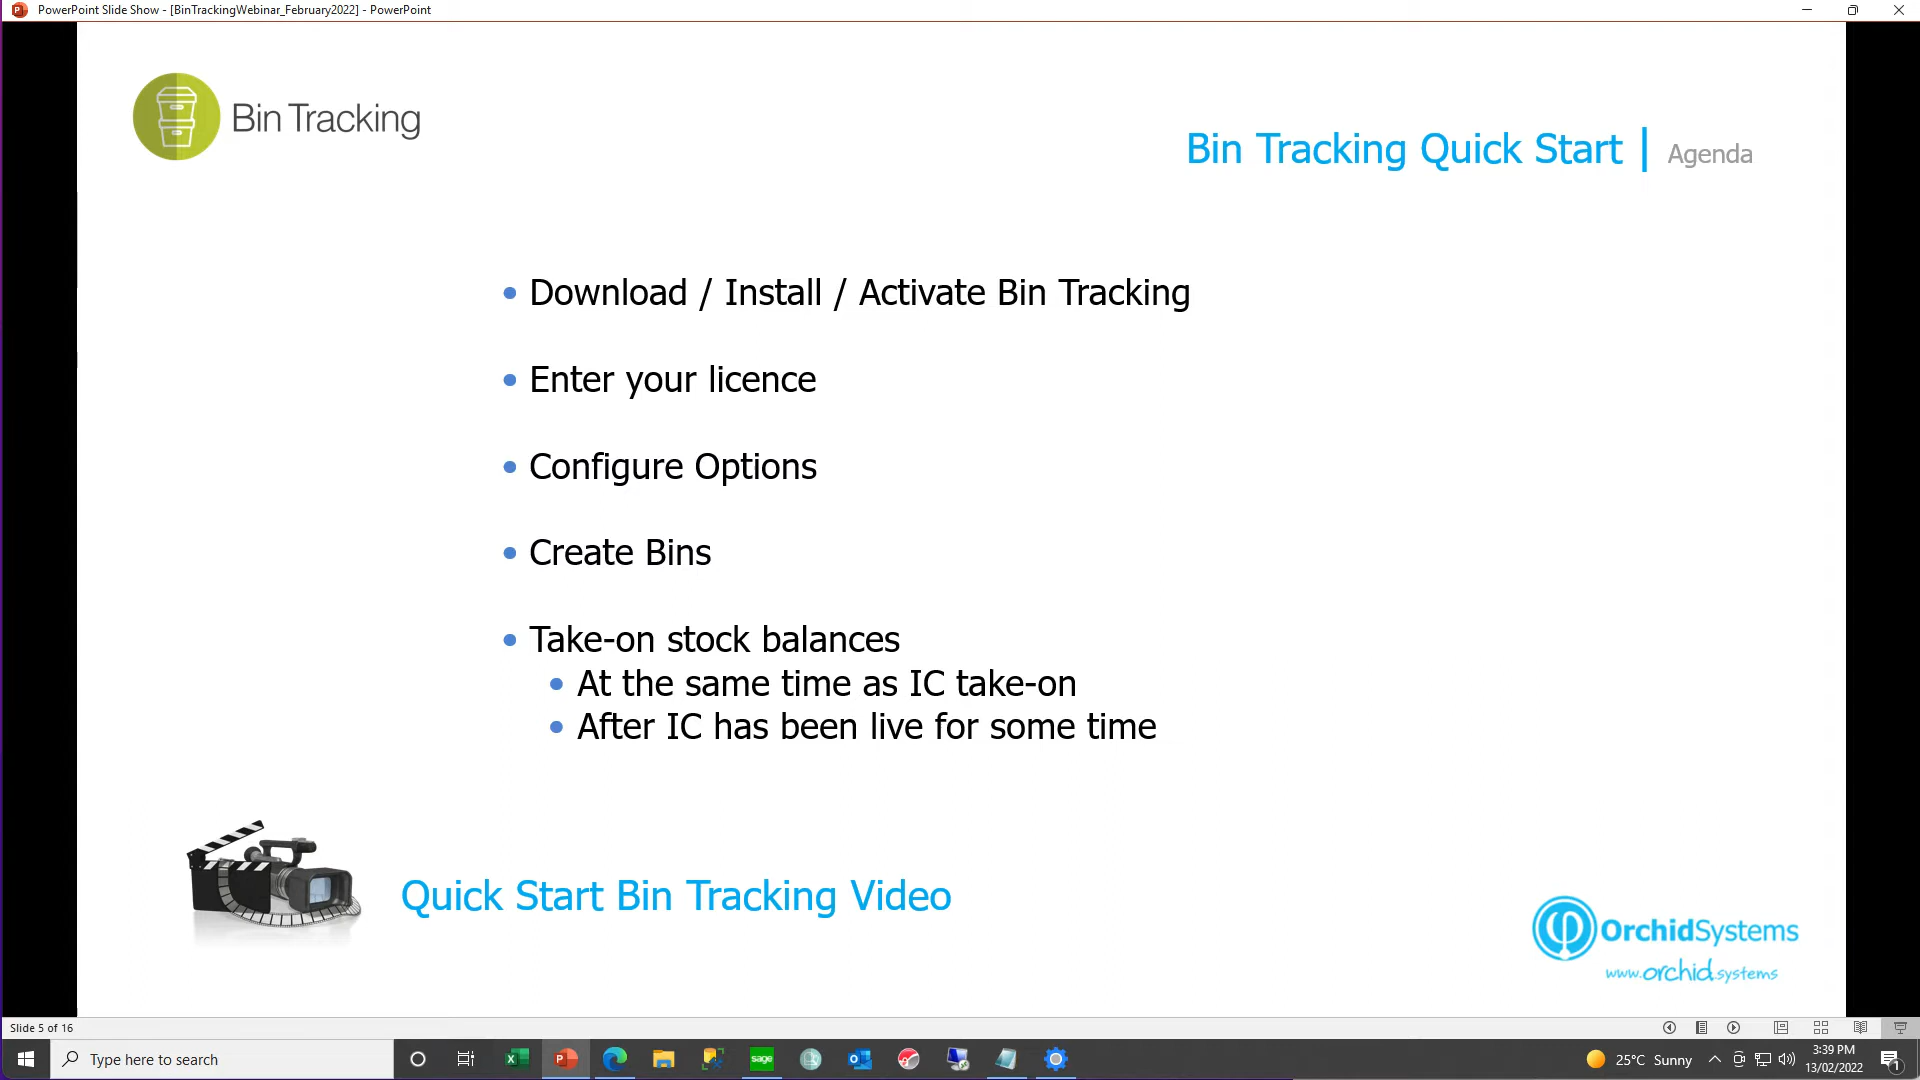 PowerPoint Slide Show - [BinTrackingWebinar_February2022] - PowerPoint
Bin Tracking
Bin Tracking Quick Start | Agenda
• Download / Install / Activate Bin Tracking
• Enter your licence
• Configure Options
• Create Bins
• Take-on stock balances
• At the same time as IC take-on
• After IC has been live for some time
Quick Start Bin Tracking Video
OrchidSystems
www.orchid.systems
Slide 5 of 16
Type here to search
sage
25°C Sunny
3:39 PM
13/02/2022
1